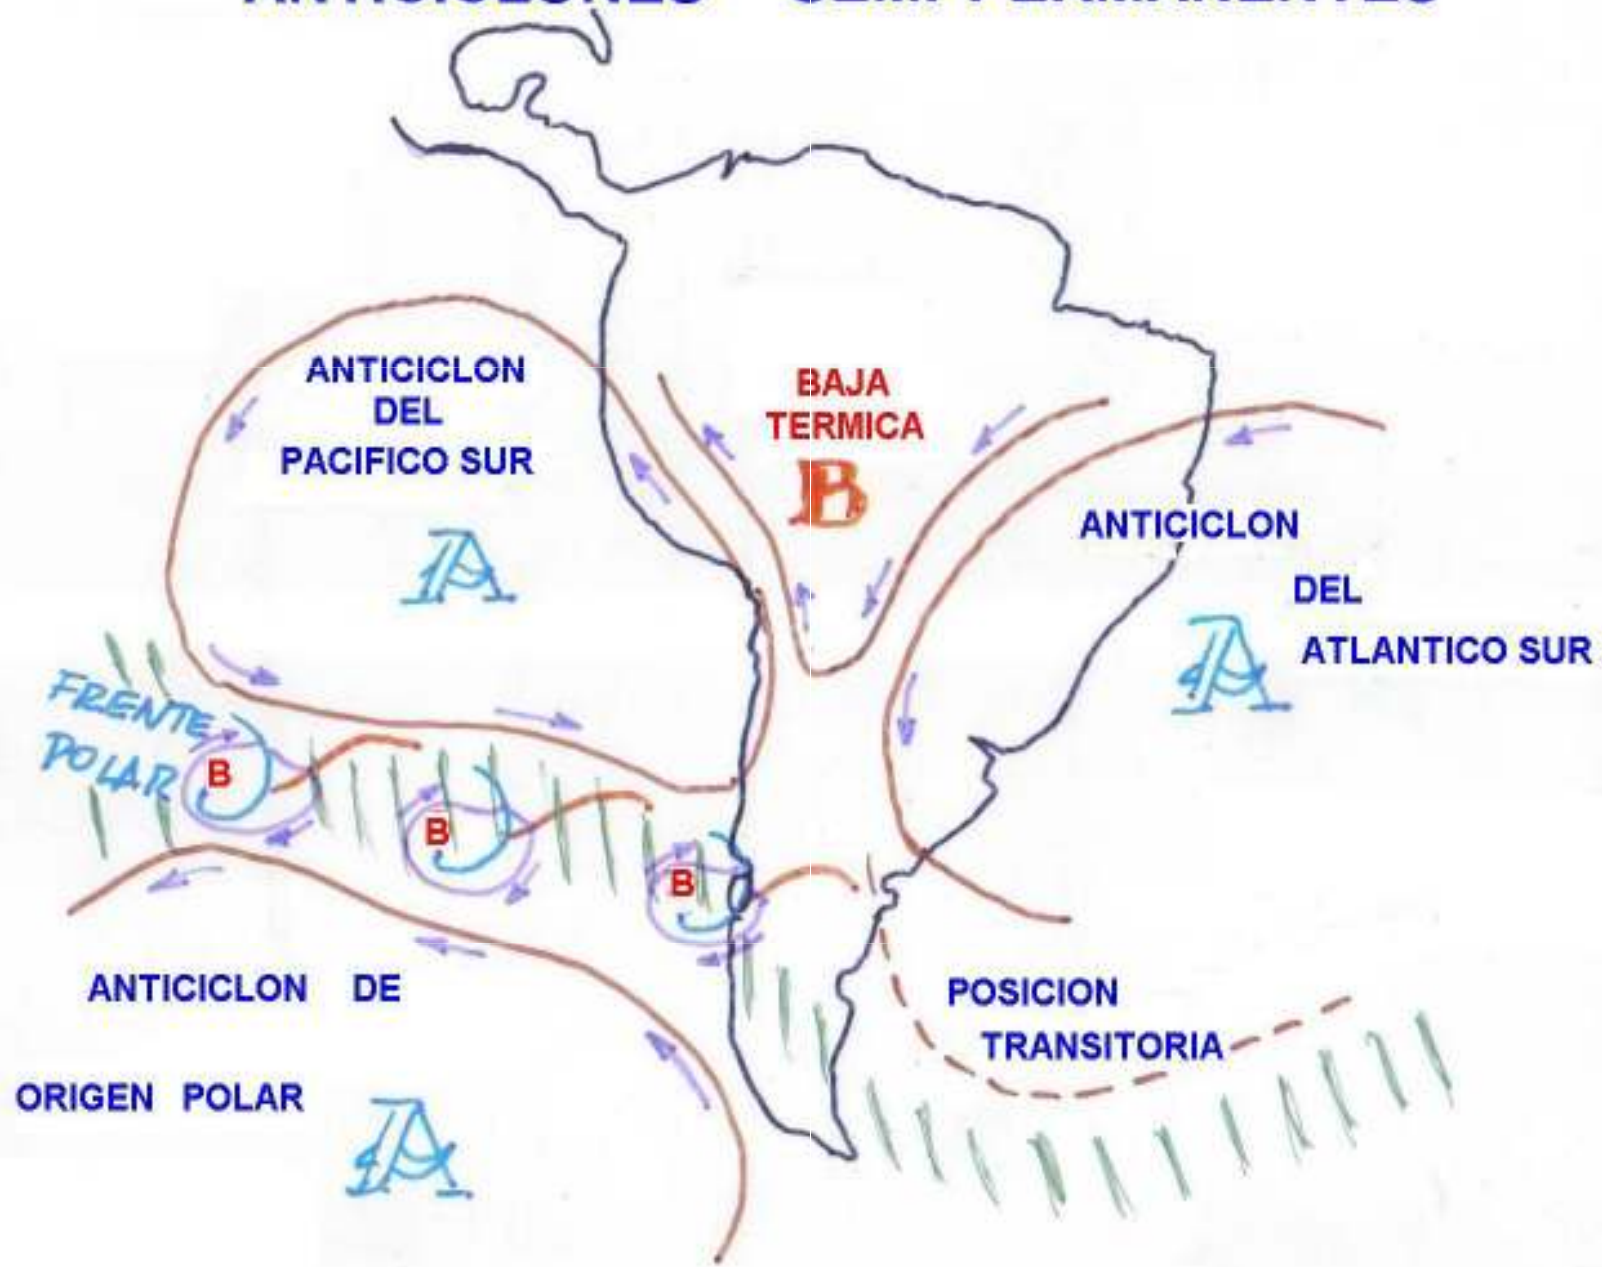 ANTICICLON
DEL
PACIFICO SUR
A
BAJA
TERMICA
B
ANTICICLON
DEL
ATLANTICO SUR
A
FRENTE
POLAR
B
B
B
ANTICICLON DE
ORIGEN POLAR
A
POSICION
TRANSITORIA